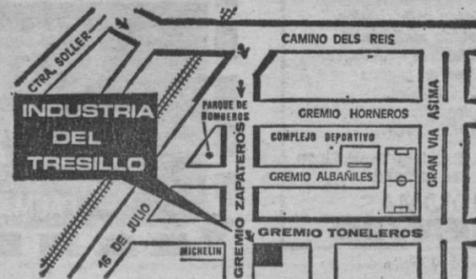 CTRA. SOLLER
CAMINO DELS REIS
INDUSTRIA
DEL
TRESILLO
PARQUE DE
BOMBEROS
GREMIO HORNEROS
COMPLEJO DEPORTIVO
GREMIO ALBAÑILES
GRAN VIA ASIMA
GREMIO ZAPATEROS
16 DE JULIO
MICHELIN
GREMIO TONELEROS